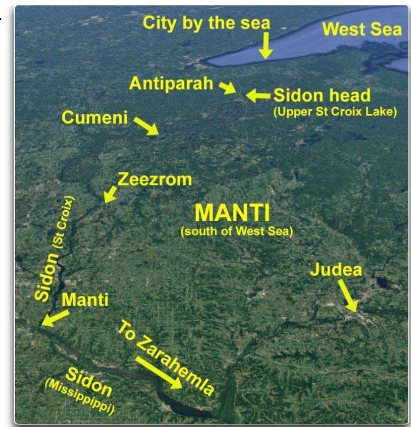 City by the sea
West Sea
Antiparah
Sidon head
(Upper St Croix Lake)
Cumeni
Zeezrom
MANTI
(south of West Sea)
Sidon (St Croix)
Judea
Manti
To Zarahemla
Sidon
(Missippippi)